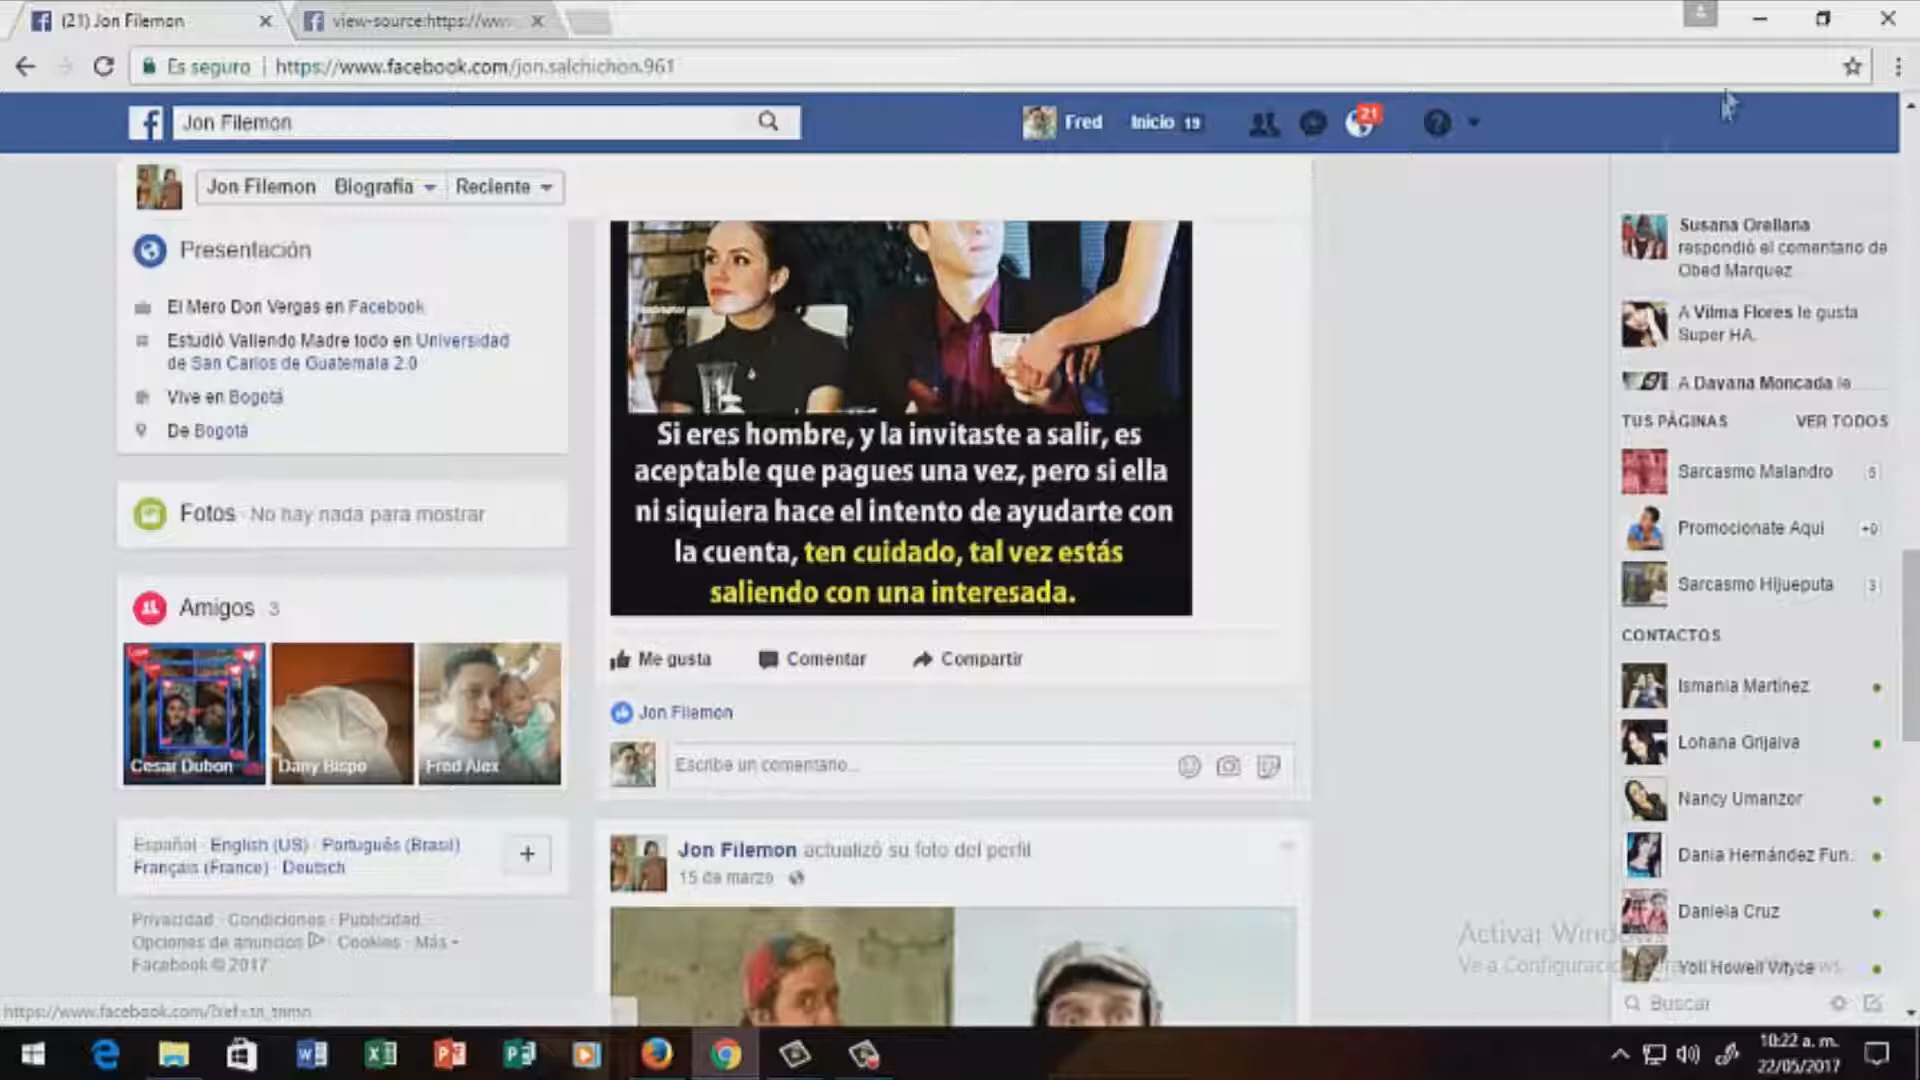 (21) Jon Filemon
view-source:https://www
Es seguro | https://www.facebook.com/jon.salchichon.961
Jon Filemon
Fred
Inicio 19
21
Jon Filemon Biografía Reciente
Presentación
El Mero Don Vergas en Facebook
Estudió Valiendo Madre todo en Universidad
de San Carlos de Guatemala 2.0
Vive en Bogotá
De Bogotá
Fotos · No hay nada para mostrar
Amigos · 3
Cesar Dubon
Dany Bispo
Fred Alex
Español · English (US) · Português (Brasil) ·
Français (France) · Deutsch
+
Privacidad · Condiciones · Publicidad ·
Opciones de anuncios · Cookies · Más
Facebook © 2017
Si eres hombre, y la invitaste a salir, es
aceptable que pagues una vez, pero si ella
ni siquiera hace el intento de ayudarte con
la cuenta, ten cuidado, tal vez estás
saliendo con una interesada.
Me gusta Comentar Compartir
Jon Filemon
Escribe un comentario...
Jon Filemon actualizó su foto del perfil
15 de marzo
Susana Orellana
respondió el comentario de
Obed Marquez
A Vilma Flores le gusta
Super HA.
A Dayana Moncada le
TUS PÁGINAS VER TODOS
Sarcasmo Malandro
Promocionate Aqui
Sarcasmo Hijueputa 3
CONTACTOS
Ismania Martinez
Lohana Grijalva
Nancy Umanzor
Dania Hernández Fun.
Daniela Cruz
Yoli Howell Wityce
Activar Windows
Ve a Configuración
Buscar
10:22 a. m.
22/05/2017